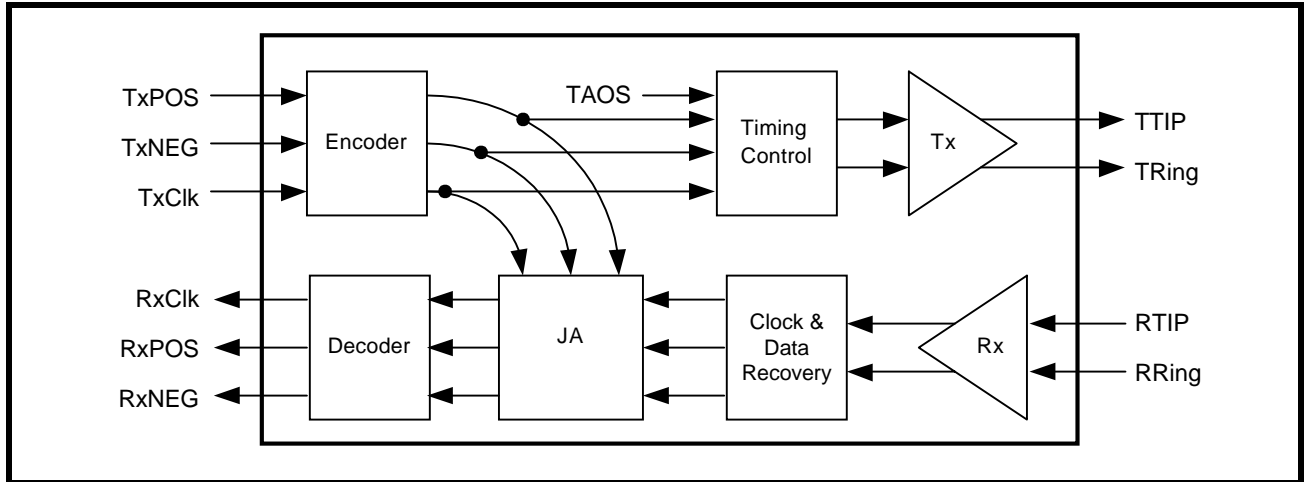 TxPOS
TxNEG
TxClk
Encoder
TAOS
Timing
Control
Tx
TTIP
TRing
RxClk
RxPOS
RxNEG
Decoder
JA
Clock &
Data
Recovery
Rx
RTIP
RRing